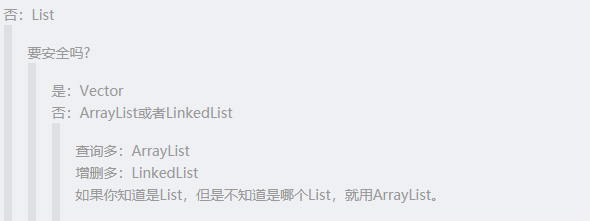 否：List
要安全吗?
是：Vector
否：ArrayList或者LinkedList
查询多：ArrayList
增删多：LinkedList
如果你知道是List，但是不知道是哪个List，就用ArrayList。